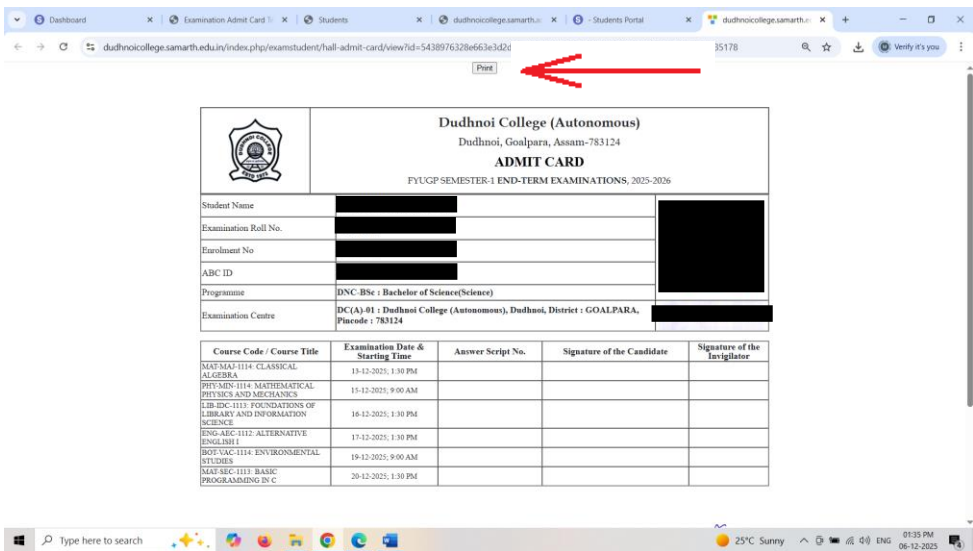 Dashboard
Examination Admit Card
Students
dudhnoicollege.samarth.e
- Students Portal
dudhnoicollege.samarth.e
dudhnoicollege.samarth.edu.in/index.php/examstudent/hall-admit-card/view?id=5438976328e663e3d2d
35178
Verify it's you
Print
Dudhnoi College (Autonomous)
Dudhnoi, Goalpara, Assam-783124
ADMIT CARD
FYUGP SEMESTER-1 END-TERM EXAMINATIONS, 2025-2026
DUDHNOI COLLEGE
ESTD 1972
Student Name
Examination Roll No.
Enrolment No
ABC ID
Programme DNC-BSc : Bachelor of Science(Science)
Examination Centre DC(A)-01 : Dudhnoi College (Autonomous), Dudhnoi, District : GOALPARA,
Pincode : 783124
Course Code / Course Title Examination Date & Starting Time Answer Script No. Signature of the Candidate Signature of the Invigilator
MAT-MAJ-1114: CLASSICAL
ALGEBRA 13-12-2025; 1:30 PM
PHY-MIN-1114: MATHEMATICAL
PHYSICS AND MECHANICS 15-12-2025; 9:00 AM
LIB-IDC-1113: FOUNDATIONS OF
LIBRARY AND INFORMATION 16-12-2025; 1:30 PM
SCIENCE
ENG-AEC-1112: ALTERNATIVE
ENGLISH I 17-12-2025; 1:30 PM
BOT-VAC-1114: ENVIRONMENTAL
STUDIES 19-12-2025; 9:00 AM
MAT-SEC-1113: BASIC
PROGRAMMING IN C 20-12-2025; 1:30 PM
Type here to search
25°C Sunny
ENG
01:35 PM
06-12-2025